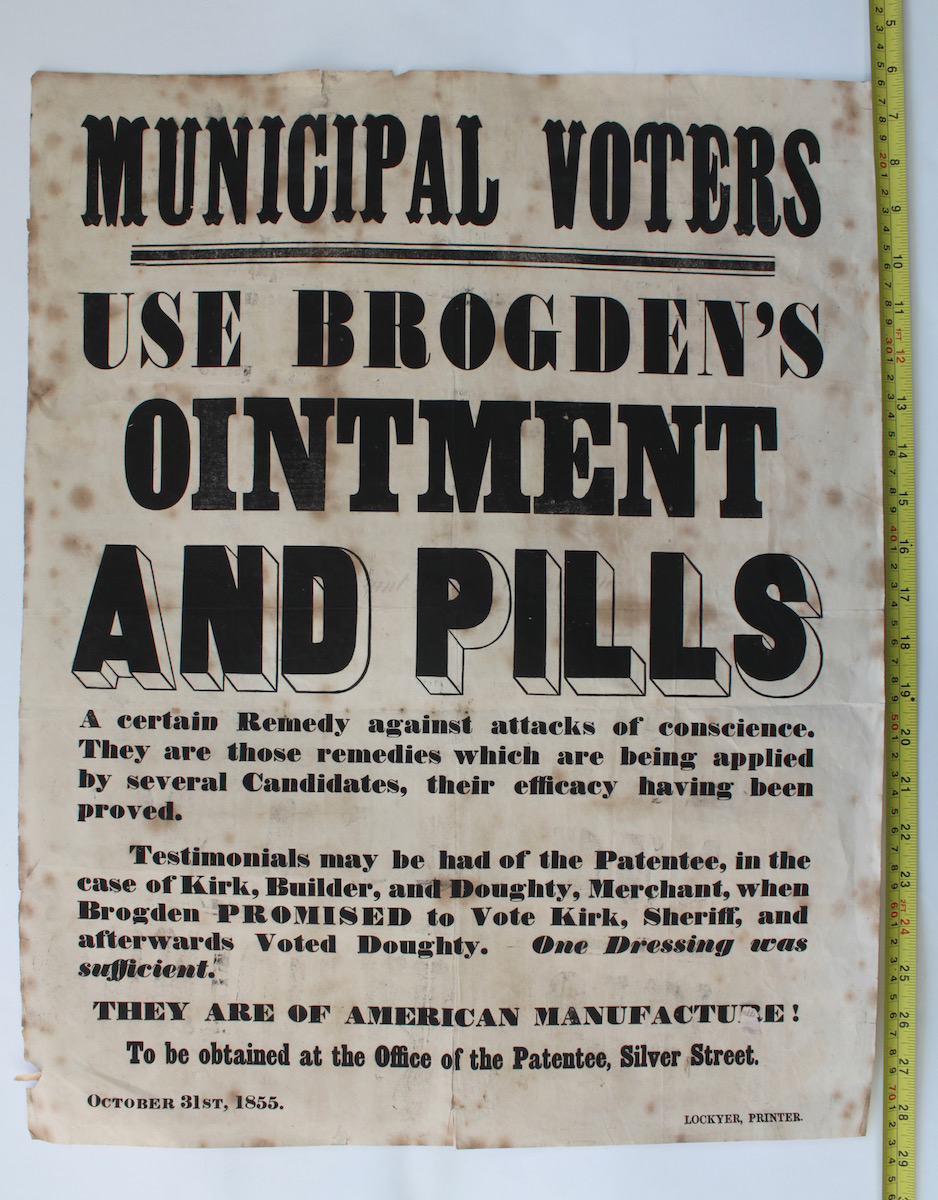 MUNICIPAL VOTERS
USE BROGDEN'S
OINTMENT
AND PILLS
A certain Remedy against attacks of conscience.
They are those remedies which are being applied
by several Candidates, their efficacy having been
proved.
Testimonials may be had of the Patentee, in the
case of Kirk, Builder, and Doughty, Merchant, when
Brogden PROMISED to Vote Kirk, Sheriff, and
afterwards Voted Doughty. One Dressing was
sufficient.
THEY ARE OF AMERICAN MANUFACTURE!
To be obtained at the Office of the Patentee, Silver Street.
OCTOBER 31ST, 1855.
LOCKYER, PRINTER.